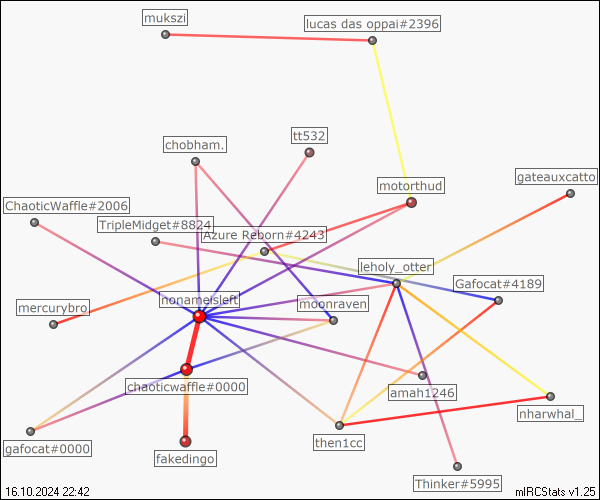 mukszi
lucas das oppai#2396
tt532
chobham.
gateauxcatto
motorthud
ChaoticWaffle#2006
TripleMidget#8824
Azure Reborn#4243
leholy_otter
Gafocat#4189
nonameisleft
moonraven
mercurybro
chaoticwaffle#0000
amah1246
nharwhal_
then1cc
gafocat#0000
fakedingo
Thinker#5995
16.10.2024 22:42
mIRCStats v1.25